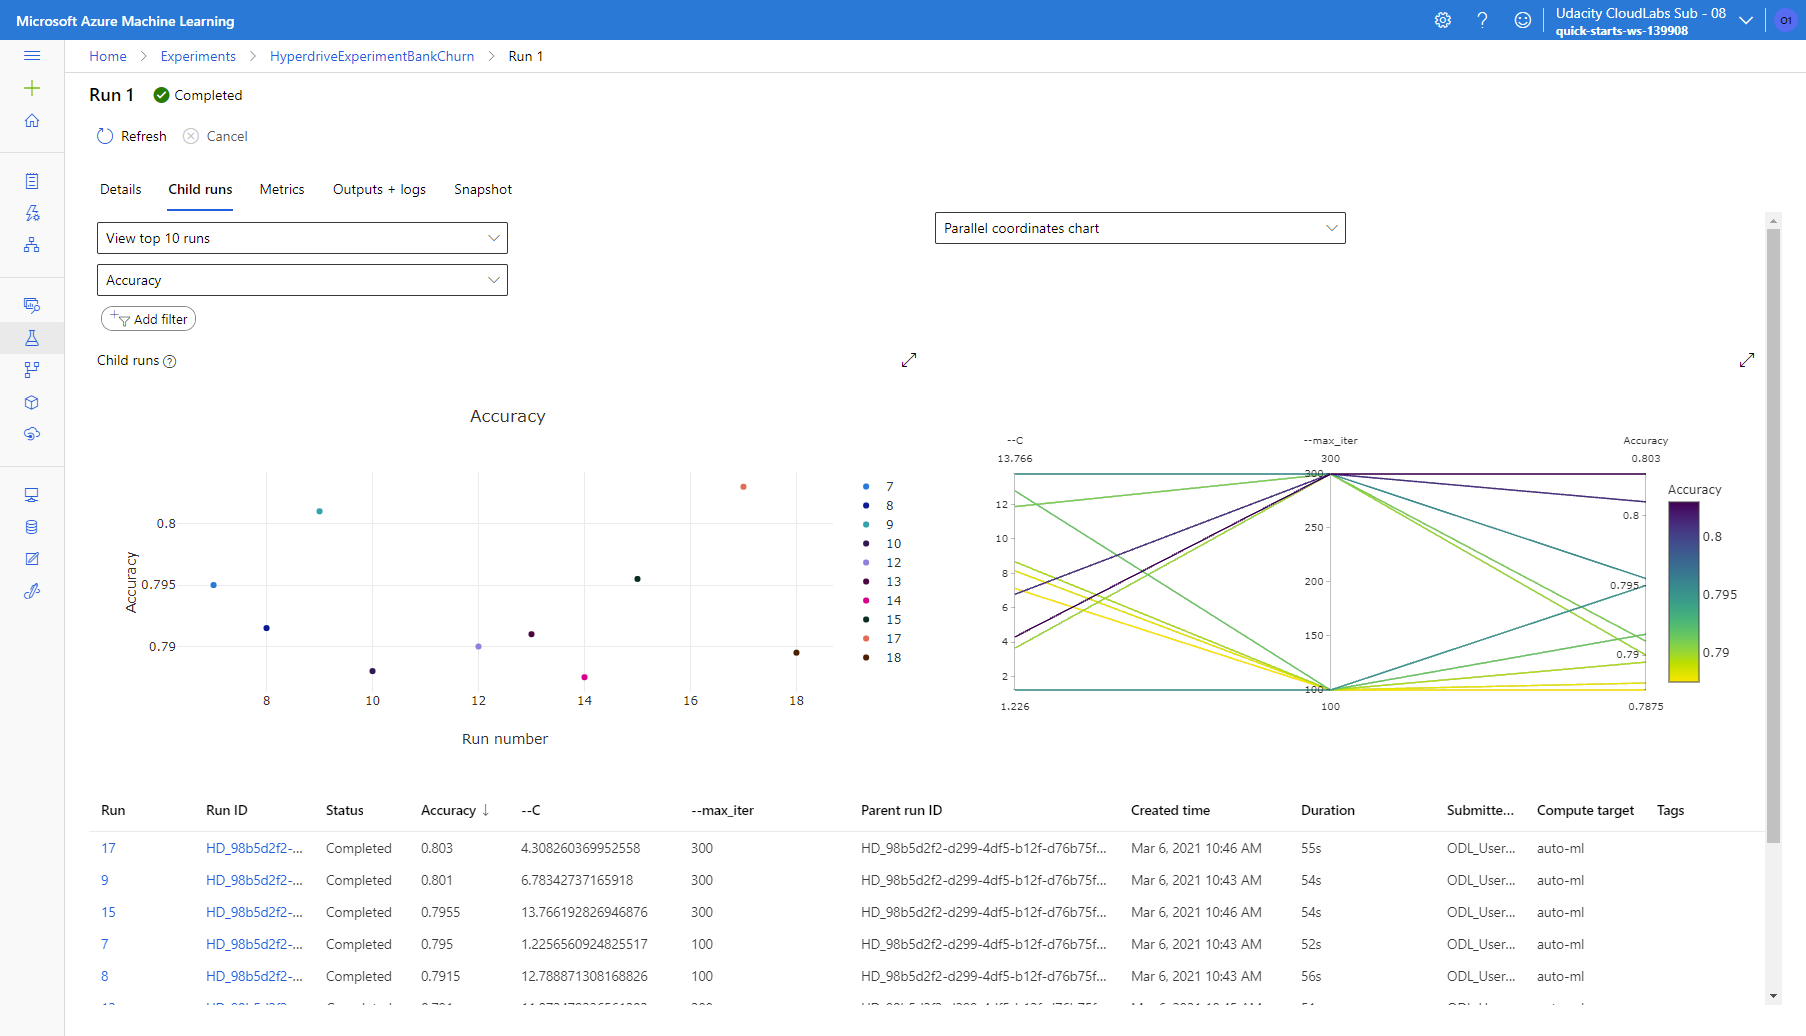 Microsoft Azure Machine Learning
Udacity CloudLabs Sub - 08
quick-starts-ws-139908
O1
Home > Experiments > HyperdriveExperimentBankChurn > Run 1
Run 1 Completed
Refresh Cancel
Details Child runs Metrics Outputs + logs Snapshot
View top 10 runs
Parallel coordinates chart
Accuracy
Add filter
Child runs
Accuracy
Accuracy
0.8
0.795
0.79
8 10 12 14 16 18
Run number
7
8
9
10
12
13
14
15
17
18
--C --max_iter Accuracy
13.766 300 0.803
12
10
8
6
4
2
300
250
200
150
100
0.8
0.795
0.79
1.226 100 0.7875
Accuracy
0.8
0.795
0.79
Run Run ID Status Accuracy ↓ --C --max_iter Parent run ID Created time Duration Submitte... Compute target Tags
17 HD_98b5d2f2-... Completed 0.803 4.308260369952558 300 HD_98b5d2f2-d299-4df5-b12f-d76b75f... Mar 6, 2021 10:46 AM 55s ODL_User... auto-ml
9 HD_98b5d2f2-... Completed 0.801 6.78342737165918 300 HD_98b5d2f2-d299-4df5-b12f-d76b75f... Mar 6, 2021 10:43 AM 54s ODL_User... auto-ml
15 HD_98b5d2f2-... Completed 0.7955 13.766192826946876 300 HD_98b5d2f2-d299-4df5-b12f-d76b75f... Mar 6, 2021 10:46 AM 54s ODL_User... auto-ml
7 HD_98b5d2f2-... Completed 0.795 1.2256560924825517 100 HD_98b5d2f2-d299-4df5-b12f-d76b75f... Mar 6, 2021 10:43 AM 52s ODL_User... auto-ml
8 HD_98b5d2f2-... Completed 0.7915 12.788871308168826 100 HD_98b5d2f2-d299-4df5-b12f-d76b75f... Mar 6, 2021 10:43 AM 56s ODL_User... auto-ml